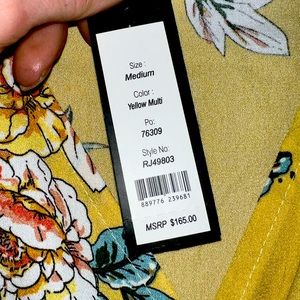 Size :
Medium
Color :
Yellow Multi
Po:
76309
Style No:
RJ49803
889776 239681
MSRP $165.00